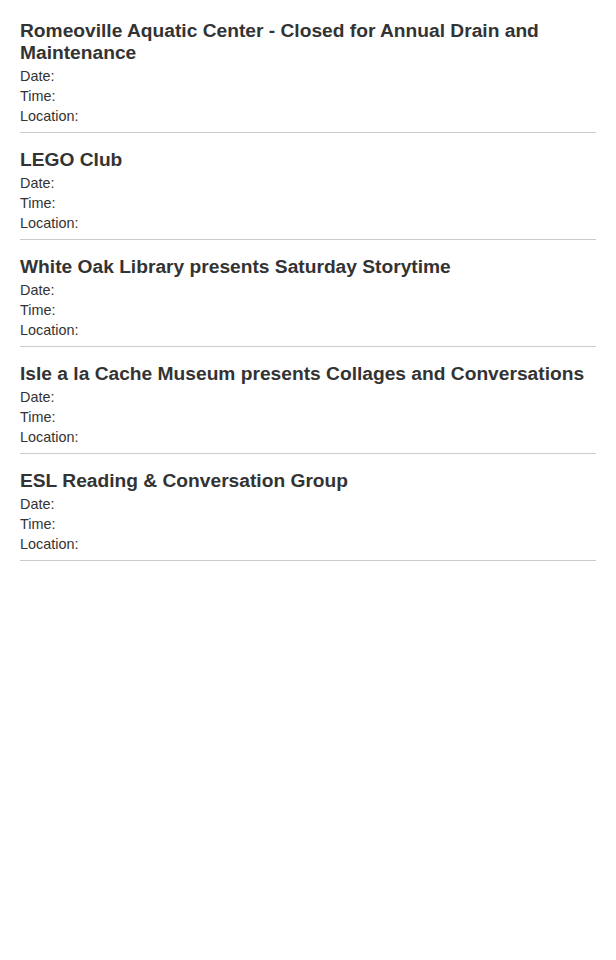 Romeoville Aquatic Center - Closed for Annual Drain and
Maintenance
Date:
Time:
Location:
LEGO Club
Date:
Time:
Location:
White Oak Library presents Saturday Storytime
Date:
Time:
Location:
Isle a la Cache Museum presents Collages and Conversations
Date:
Time:
Location:
ESL Reading & Conversation Group
Date:
Time:
Location: